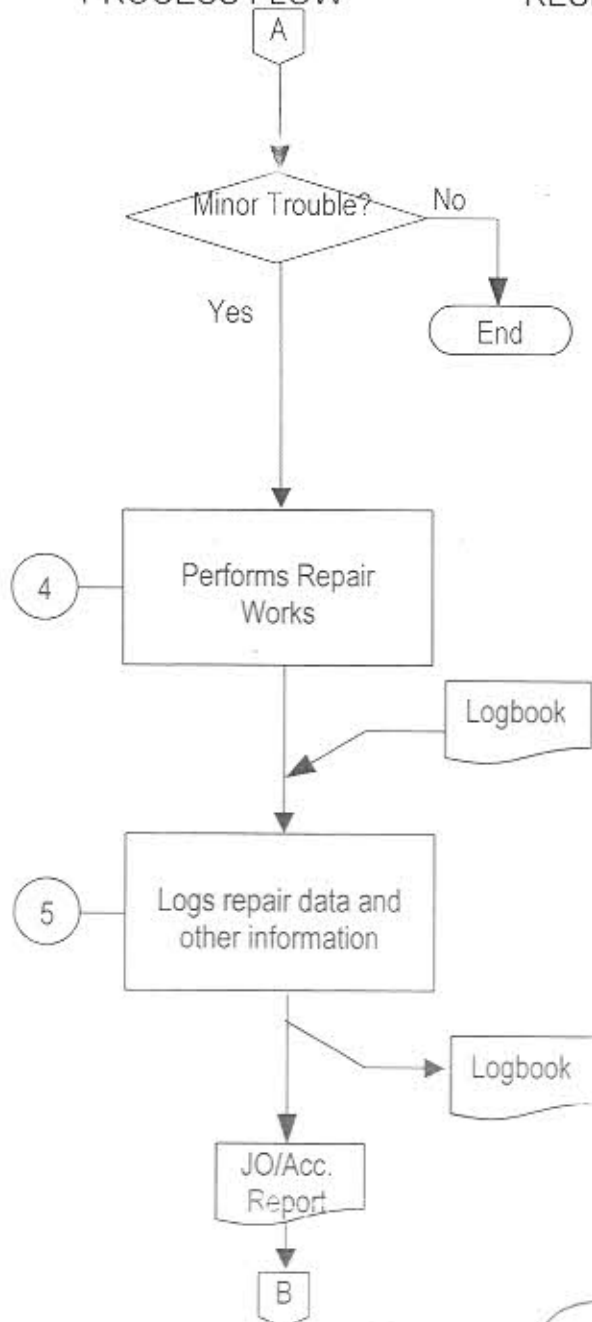 PROCESS FLOW
A
Minor Trouble?
No
Yes
End
4
Performs Repair
Works
Logbook
5
Logs repair data and
other information
Logbook
JO/Acc.
Report
B